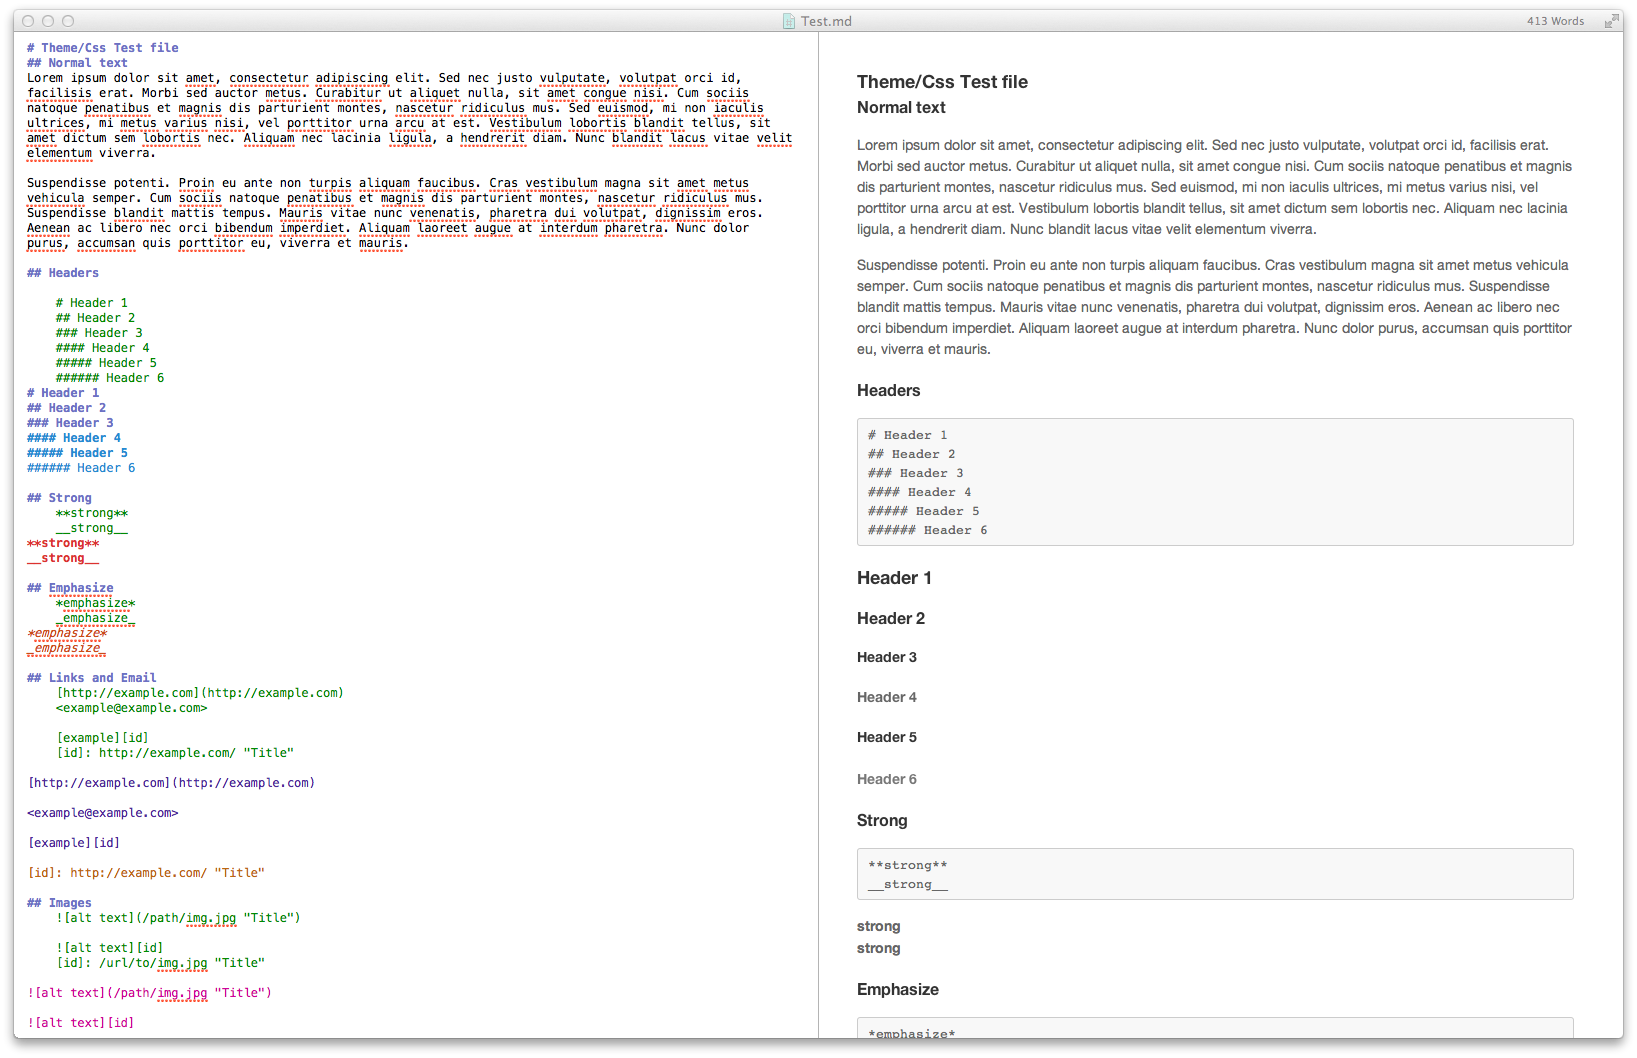 Test.md
413 Words
# Theme/Css Test file
## Normal text
Lorem ipsum dolor sit amet, consectetur adipiscing elit. Sed nec justo vulputate, volutpat orci id,
facilisis erat. Morbi sed auctor metus. Curabitur ut aliquet nulla, sit amet congue nisi. Cum sociis
natoque penatibus et magnis dis parturient montes, nascetur ridiculus mus. Sed euismod, mi non iaculis
ultrices, mi metus varius nisi, vel porttitor urna arcu at est. Vestibulum lobortis blandit tellus, sit
amet dictum sem lobortis nec. Aliquam nec lacinia ligula, a hendrerit diam. Nunc blandit lacus vitae velit
elementum viverra.
Suspendisse potenti. Proin eu ante non turpis aliquam faucibus. Cras vestibulum magna sit amet metus
vehicula semper. Cum sociis natoque penatibus et magnis dis parturient montes, nascetur ridiculus mus.
Suspendisse blandit mattis tempus. Mauris vitae nunc venenatis, pharetra dui volutpat, dignissim eros.
Aenean ac libero nec orci bibendum imperdiet. Aliquam laoreet augue at interdum pharetra. Nunc dolor
purus, accumsan quis porttitor eu, viverra et mauris.
## Headers
# Header 1
## Header 2
### Header 3
#### Header 4
##### Header 5
###### Header 6
# Header 1
## Header 2
### Header 3
#### Header 4
##### Header 5
###### Header 6
## Strong
**strong**
__strong__
**strong**
__strong__
## Emphasize
*emphasize*
_emphasize_
*emphasize*
_emphasize_
## Links and Email
[http://example.com](http://example.com)
<example@example.com>
[example][id]
[id]: http://example.com/ "Title"
[http://example.com](http://example.com)
<example@example.com>
[example][id]
[id]: http://example.com/ "Title"
## Images
![alt text](/path/img.jpg "Title")
![alt text][id]
[id]: /url/to/img.jpg "Title"
![alt text](/path/img.jpg "Title")
![alt text][id]
Theme/Css Test file
Normal text
Lorem ipsum dolor sit amet, consectetur adipiscing elit. Sed nec justo vulputate, volutpat orci id, facilisis erat.
Morbi sed auctor metus. Curabitur ut aliquet nulla, sit amet congue nisi. Cum sociis natoque penatibus et magnis
dis parturient montes, nascetur ridiculus mus. Sed euismod, mi non iaculis ultrices, mi metus varius nisi, vel
porttitor urna arcu at est. Vestibulum lobortis blandit tellus, sit amet dictum sem lobortis nec. Aliquam nec lacinia
ligula, a hendrerit diam. Nunc blandit lacus vitae velit elementum viverra.
Suspendisse potenti. Proin eu ante non turpis aliquam faucibus. Cras vestibulum magna sit amet metus vehicula
semper. Cum sociis natoque penatibus et magnis dis parturient montes, nascetur ridiculus mus. Suspendisse
blandit mattis tempus. Mauris vitae nunc venenatis, pharetra dui volutpat, dignissim eros. Aenean ac libero nec
orci bibendum imperdiet. Aliquam laoreet augue at interdum pharetra. Nunc dolor purus, accumsan quis porttitor
eu, viverra et mauris.
Headers
# Header 1
## Header 2
### Header 3
#### Header 4
##### Header 5
###### Header 6
Header 1
Header 2
Header 3
Header 4
Header 5
Header 6
Strong
**strong**
__strong__
strong
strong
Emphasize
*emphasize*